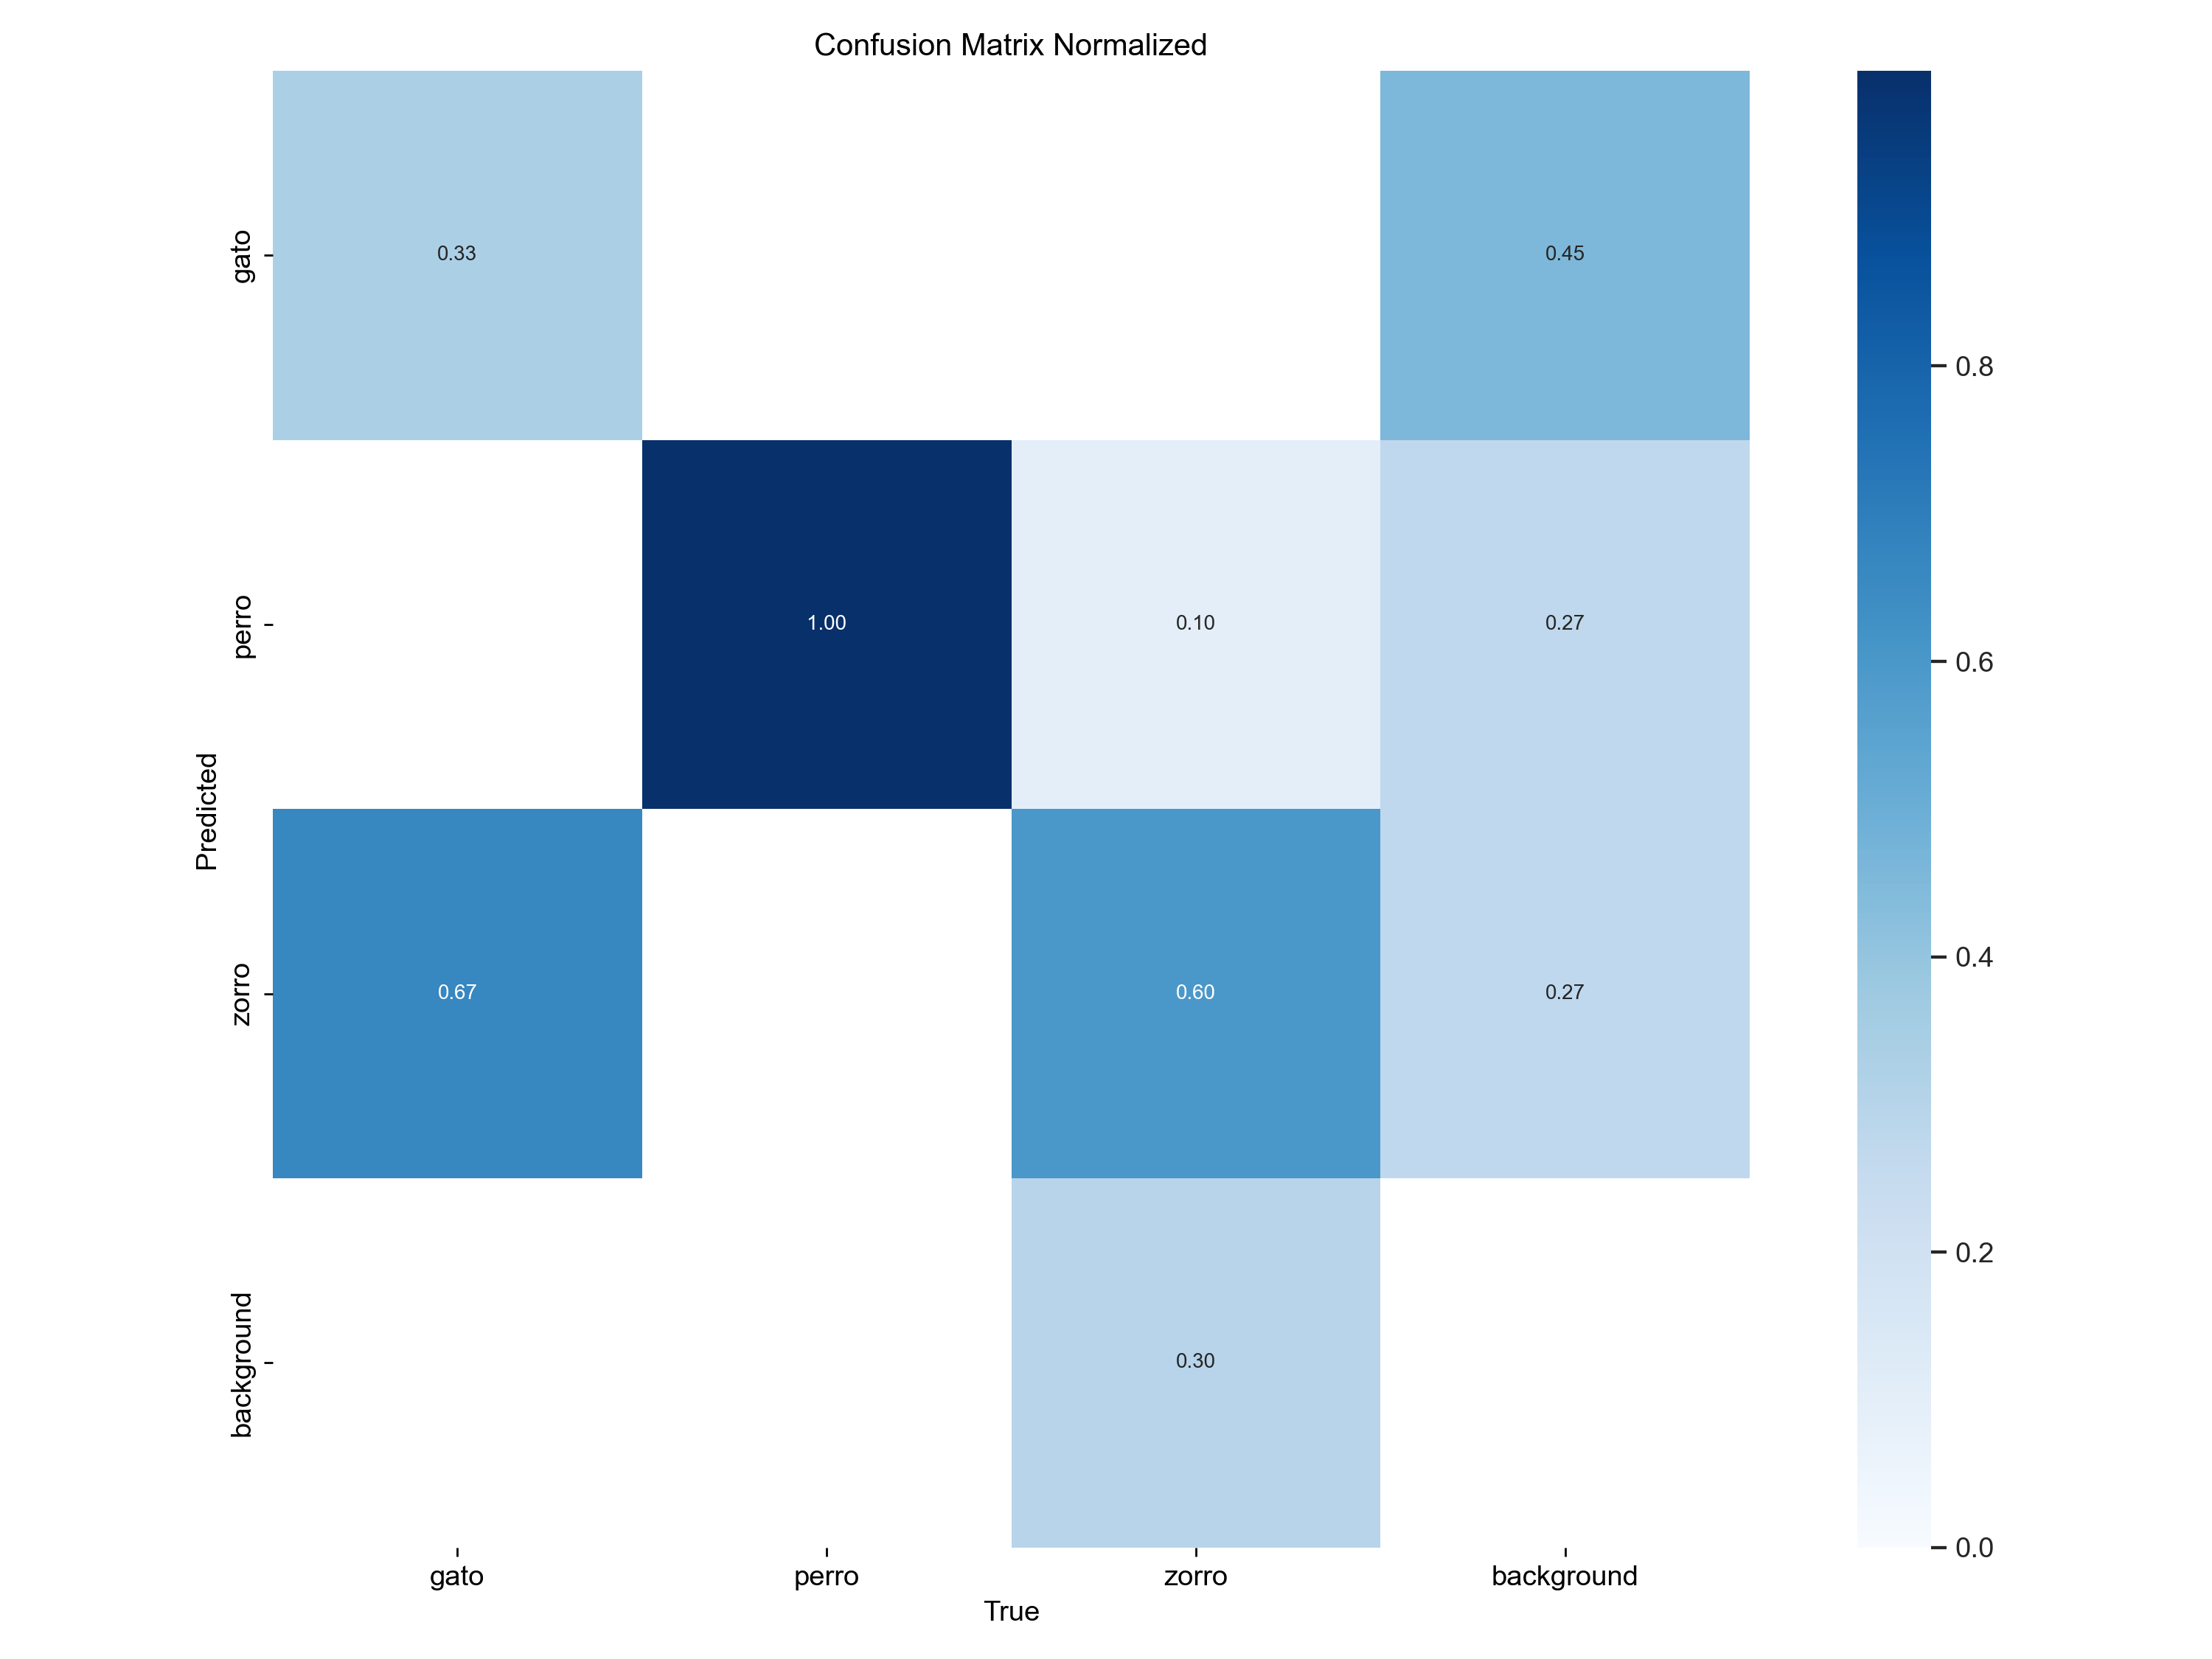 Confusion Matrix Normalized
gato
0.33
0.45
0.8
perro
1.00
0.10
0.27
0.6
Predicted
zorro
0.67
0.60
0.27
0.4
background
0.30
0.2
0.0
gato
perro
zorro
background
True